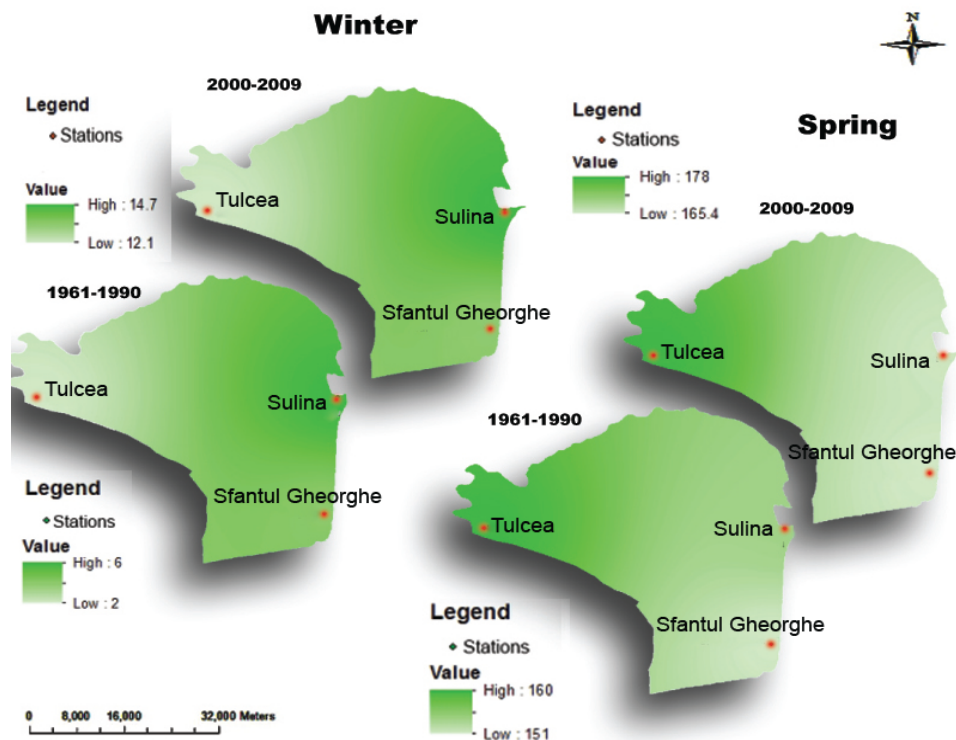 Winter
N
2000-2009
Legend
Stations
Value
High : 14.7
Low : 12.1
Tulcea
Sulina
Sfantul Gheorghe
Legend
Stations
Value
High : 178
Low : 165.4
Spring
2000-2009
Tulcea
Sulina
Sfantul Gheorghe
1961-1990
Tulcea
Sulina
Sfantul Gheorghe
Legend
Stations
Value
High : 6
Low : 2
1961-1990
Tulcea
Sulina
Sfantul Gheorghe
Legend
Stations
Value
High : 160
Low : 151
0 8,000 16,000 32,000 Meters